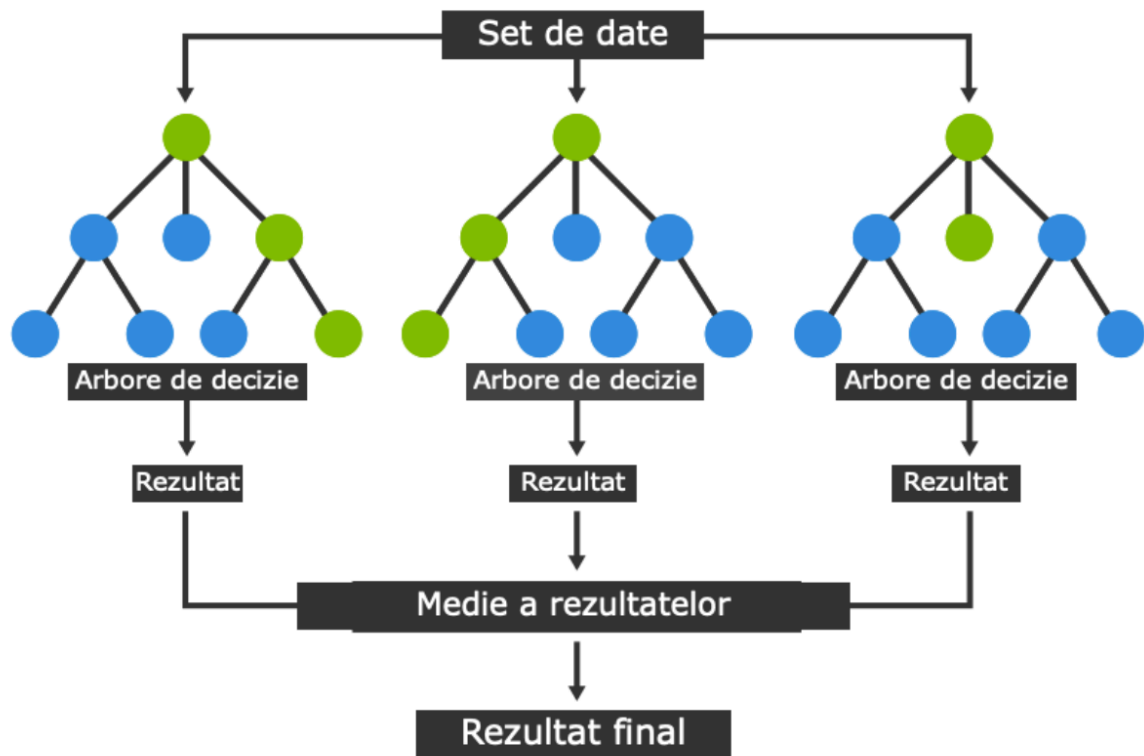 Set de date
Arbore de decizie
Arbore de decizie
Arbore de decizie
Rezultat
Rezultat
Rezultat
Medie a rezultatelor
Rezultat final